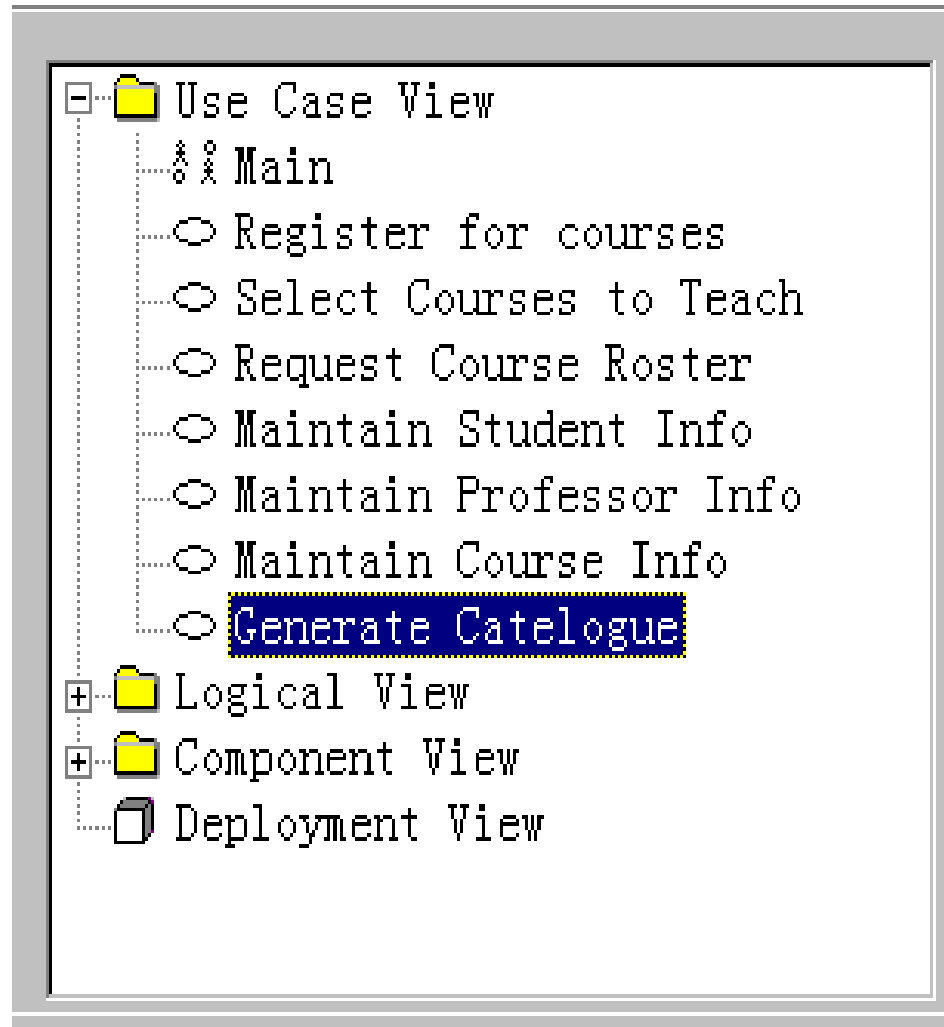 Use Case View
Main
Register for courses
Select Courses to Teach
Request Course Roster
Maintain Student Info
Maintain Professor Info
Maintain Course Info
Generate Catelogue
Logical View
Component View
Deployment View